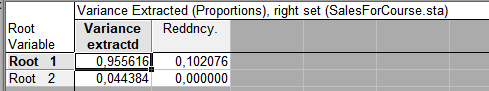 Variance Extracted (Proportions), right set (SalesForCourse.sta)
Root Variable Variance extractd Reddncy.
Root 1 0,955616 0,102076
Root 2 0,044384 0,000000